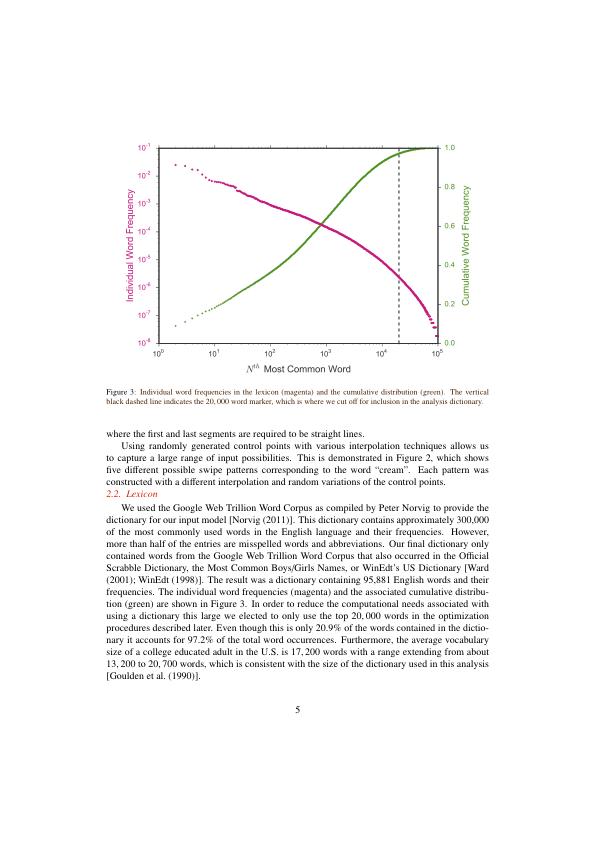 10⁻¹
10⁻²
10⁻³
10⁻⁴
10⁻⁵
10⁻⁶
10⁻⁷
10⁻⁸
Individual Word Frequency
1.0
0.8
0.6
0.4
0.2
0.0
Cumulative Word Frequency
10⁰ 10¹ 10² 10³ 10⁴ 10⁵
Nᵗʰ Most Common Word
Figure 3: Individual word frequencies in the lexicon (magenta) and the cumulative distribution (green). The vertical
black dashed line indicates the 20, 000 word marker, which is where we cut off for inclusion in the analysis dictionary.
where the first and last segments are required to be straight lines.
Using randomly generated control points with various interpolation techniques allows us
to capture a large range of input possibilities. This is demonstrated in Figure 2, which shows
five different possible swipe patterns corresponding to the word “cream”. Each pattern was
constructed with a different interpolation and random variations of the control points.
2.2. Lexicon
We used the Google Web Trillion Word Corpus as compiled by Peter Norvig to provide the
dictionary for our input model [Norvig (2011)]. This dictionary contains approximately 300,000
of the most commonly used words in the English language and their frequencies. However,
more than half of the entries are misspelled words and abbreviations. Our final dictionary only
contained words from the Google Web Trillion Word Corpus that also occurred in the Official
Scrabble Dictionary, the Most Common Boys/Girls Names, or WinEdt’s US Dictionary [Ward
(2001); WinEdt (1998)]. The result was a dictionary containing 95,881 English words and their
frequencies. The individual word frequencies (magenta) and the associated cumulative distribu-
tion (green) are shown in Figure 3. In order to reduce the computational needs associated with
using a dictionary this large we elected to only use the top 20, 000 words in the optimization
procedures described later. Even though this is only 20.9% of the words contained in the dictio-
nary it accounts for 97.2% of the total word occurrences. Furthermore, the average vocabulary
size of a college educated adult in the U.S. is 17, 200 words with a range extending from about
13, 200 to 20, 700 words, which is consistent with the size of the dictionary used in this analysis
[Goulden et al. (1990)].
5